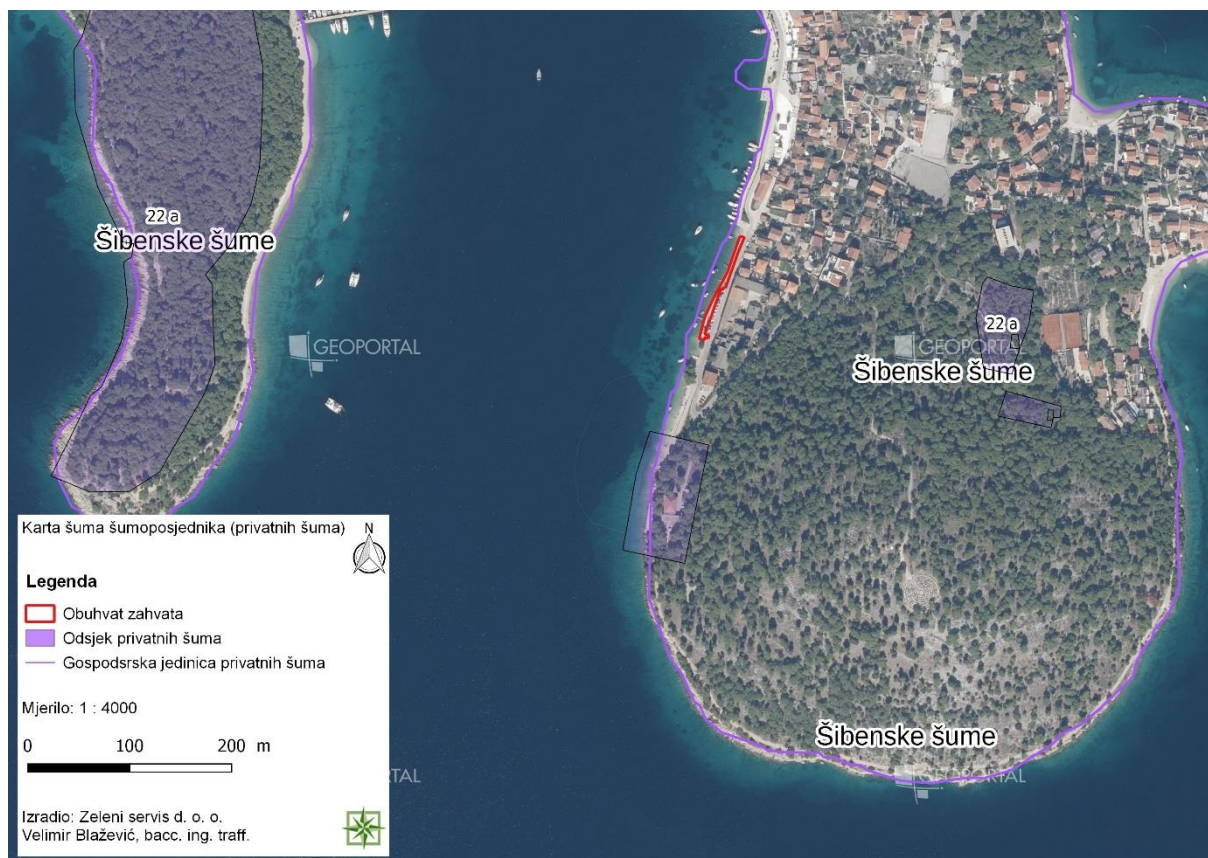 22 a
Šibenske šume
GEOPORTAL
22 a
GEOPORTAL
Šibenske šume
Šibenske šume
GEOPORTAL
TAL
Karta šuma šumoposjednika (privatnih šuma)
N
Legenda
Obuhvat zahvata
Odsjek privatnih šuma
Gospodsrska jedinica privatnih šuma
Mjerilo: 1 : 4000
0 100 200 m
Izradio: Zeleni servis d. o. o.
Velimir Blažević, bacc. ing. traff.